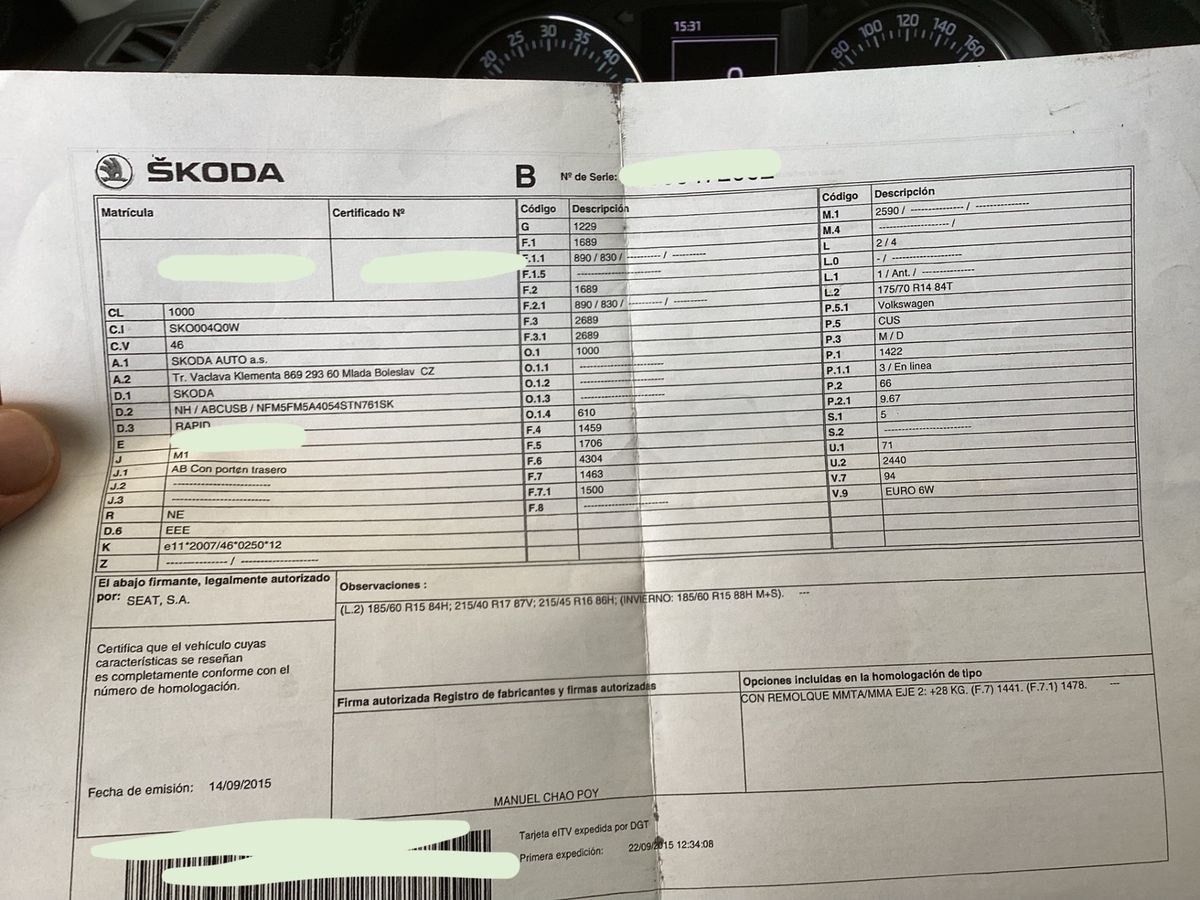 20 25 30 35 40
15:31
80 100 120 140 160
ŠKODA
B Nº de Serie:
Matrícula
Certificado Nº
CL 1000
C.I SKO004Q0W
C.V 46
A.1 SKODA AUTO a.s.
A.2 Tr. Vaclava Klementa 869 293 60 Mlada Boleslav CZ
D.1 SKODA
D.2 NH / ABCUSB / NFM5FM5A4054STN761SK
D.3 RAPID
E
J M1
J.1 AB Con porton trasero
J.2 -------------------------
J.3 -------------------------
R NE
D.6 EEE
K e11*2007/46*0250*12
Z ---------------- / --------------------
Código Descripción
G 1229
F.1 1689
F.1.1 890 / 830 / ---------- / ----------
F.1.5 ----------------------
F.2 1689
F.2.1 890 / 830 / ---------- / ----------
F.3 2689
F.3.1 2689
O.1 1000
O.1.1 ----------------------
O.1.2 ----------------------
O.1.3 ----------------------
O.1.4 610
F.4 1459
F.5 1706
F.6 4304
F.7 1463
F.7.1 1500
F.8 ----------------------
Código Descripción
M.1 2590 / -------------- / --------------
M.4 ------------------- /
L 2 / 4
L.0 - / ------------------
L.1 1 / Ant. / --------------
L.2 175/70 R14 84T
P.5.1 Volkswagen
P.5 CUS
P.3 M / D
P.1 1422
P.1.1 3 / En linea
P.2 66
P.2.1 9.67
S.1 5
S.2 ----------------------
U.1 71
U.2 2440
V.7 94
V.9 EURO 6W
El abajo firmante, legalmente autorizado
por: SEAT, S.A.
Certifica que el vehículo cuyas
características se reseñan
es completamente conforme con el
número de homologación.
Fecha de emisión: 14/09/2015
Observaciones :
(L.2) 185/60 R15 84H; 215/40 R17 87V; 215/45 R16 86H; (INVIERNO: 185/60 R15 88H M+S). ---
Firma autorizada Registro de fabricantes y firmas autorizadas
MANUEL CHAO POY
Opciones incluidas en la homologación de tipo
CON REMOLQUE MMTA/MMA EJE 2: +28 KG. (F.7) 1441. (F.7.1) 1478. ---
Tarjeta eITV expedida por DGT
Primera expedición: 22/09/2015 12:34:08